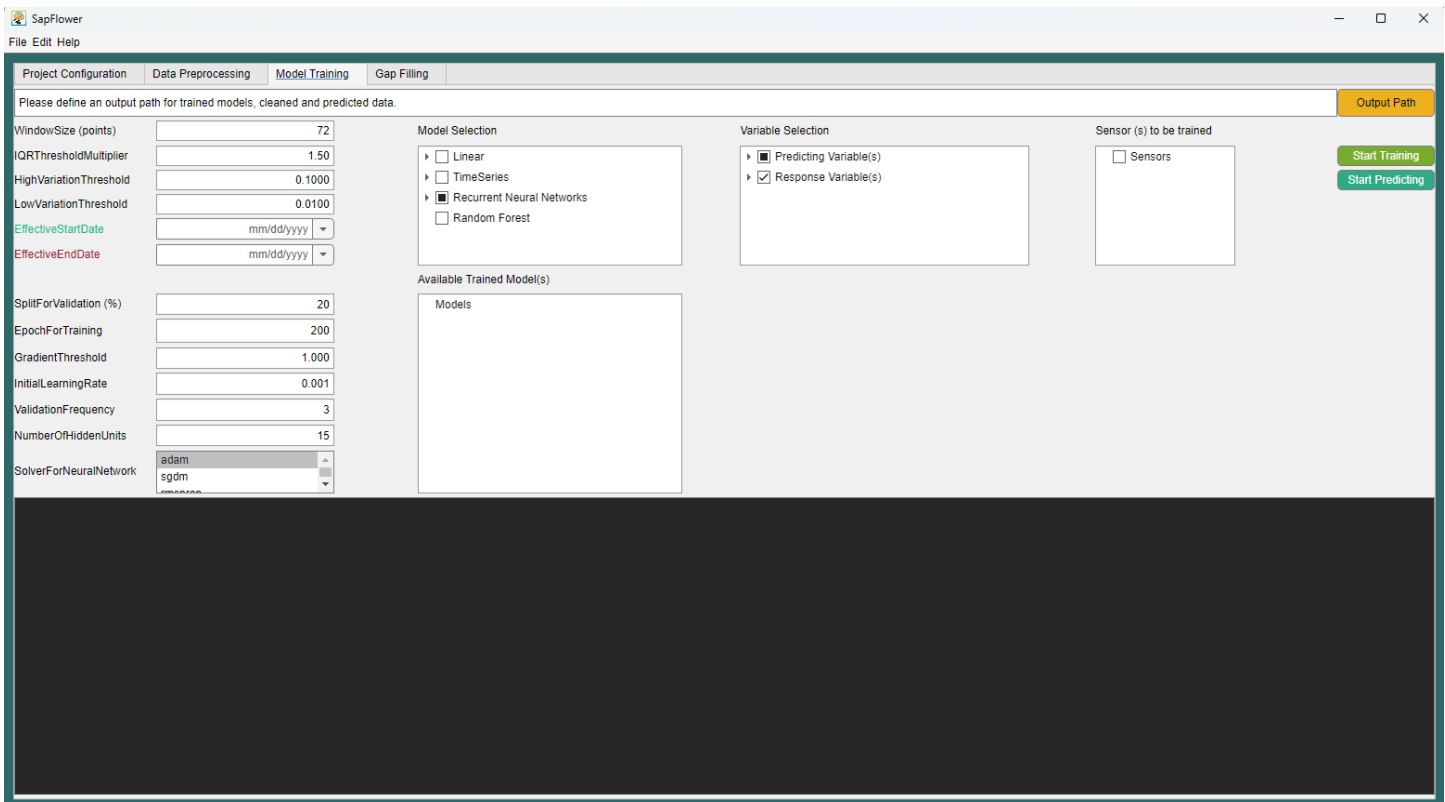 SapFlower
File Edit Help
Project Configuration Data Preprocessing Model Training Gap Filling
Please define an output path for trained models, cleaned and predicted data. Output Path
WindowSize (points) 72
IQRThresholdMultiplier 1.50
HighVariationThreshold 0.1000
LowVariationThreshold 0.0100
EffectiveStartDate mm/dd/yyyy
EffectiveEndDate mm/dd/yyyy
SplitForValidation (%) 20
EpochForTraining 200
GradientThreshold 1.000
InitialLearningRate 0.001
ValidationFrequency 3
NumberOfHiddenUnits 15
SolverForNeuralNetwork
adam
sgdm
Model Selection
Linear
TimeSeries
Recurrent Neural Networks
Random Forest
Available Trained Model(s)
Models
Variable Selection
Predicting Variable(s)
Response Variable(s)
Sensor (s) to be trained
Sensors
Start Training
Start Predicting